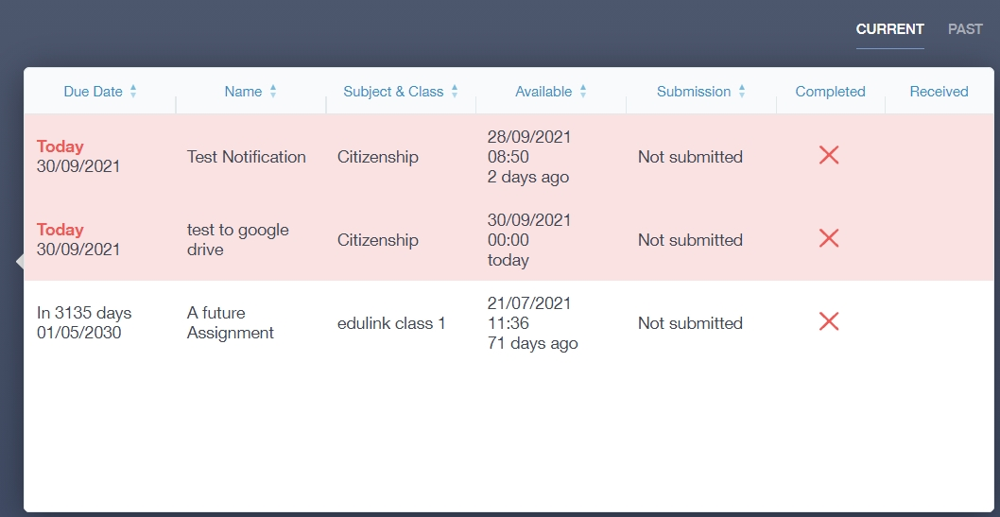 CURRENT PAST
Due Date Name Subject & Class Available Submission Completed Received
Today
30/09/2021
Test Notification
Citizenship
28/09/2021
08:50
2 days ago
Not submitted
Today
30/09/2021
test to google
drive
Citizenship
30/09/2021
00:00
today
Not submitted
In 3135 days
01/05/2030
A future
Assignment
edulink class 1
21/07/2021
11:36
71 days ago
Not submitted